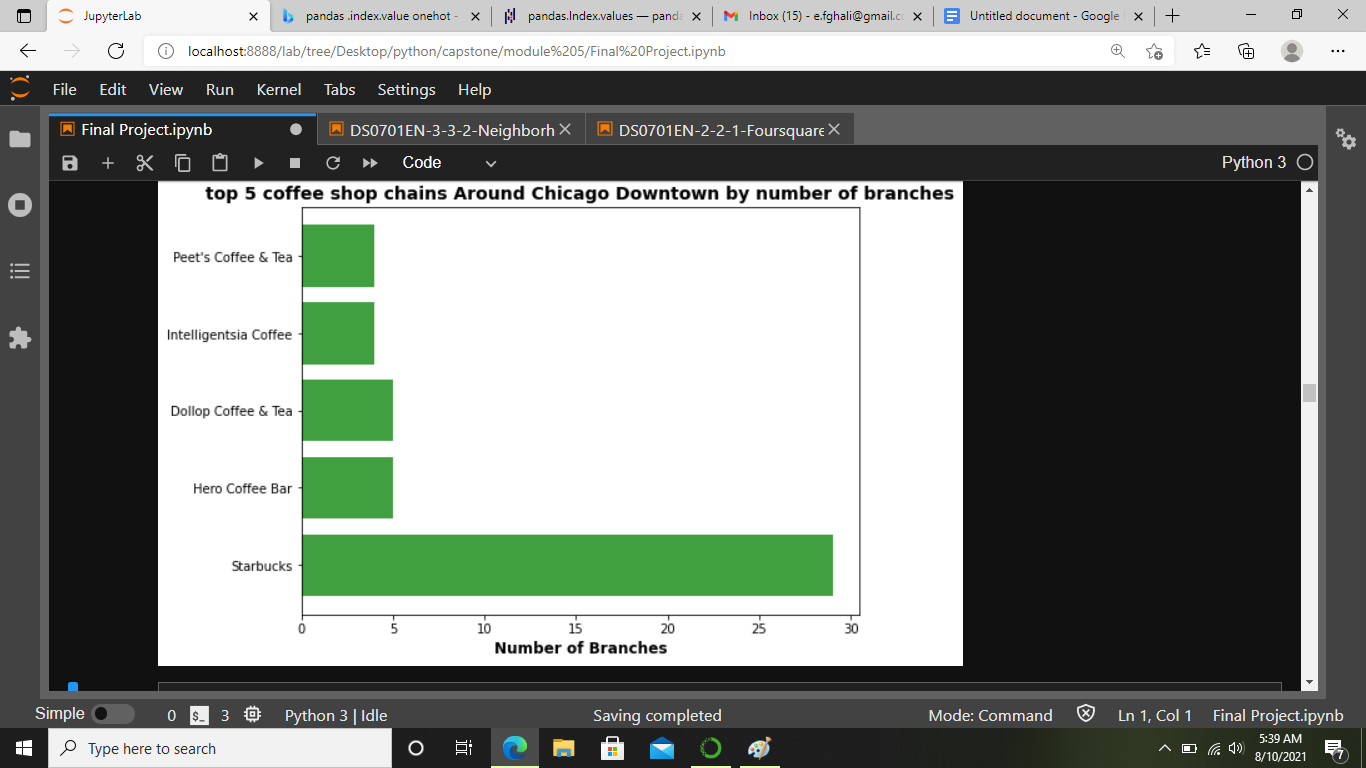 JupyterLab
pandas .index.value onehot -
pandas.Index.values — panda
Inbox (15) - e.fghali@gmail.c
Untitled document - Google
localhost:8888/lab/tree/Desktop/python/capstone/module%205/Final%20Project.ipynb
File Edit View Run Kernel Tabs Settings Help
Final Project.ipynb
DS0701EN-3-3-2-Neighborh
DS0701EN-2-2-1-Foursquare
Code
Python 3
top 5 coffee shop chains Around Chicago Downtown by number of branches
Peet's Coffee & Tea
Intelligentsia Coffee
Dollop Coffee & Tea
Hero Coffee Bar
Starbucks
0 5 10 15 20 25 30
Number of Branches
Simple 0 $_ 3 Python 3 | Idle Saving completed Mode: Command Ln 1, Col 1 Final Project.ipynb
Type here to search
5:39 AM
8/10/2021
7